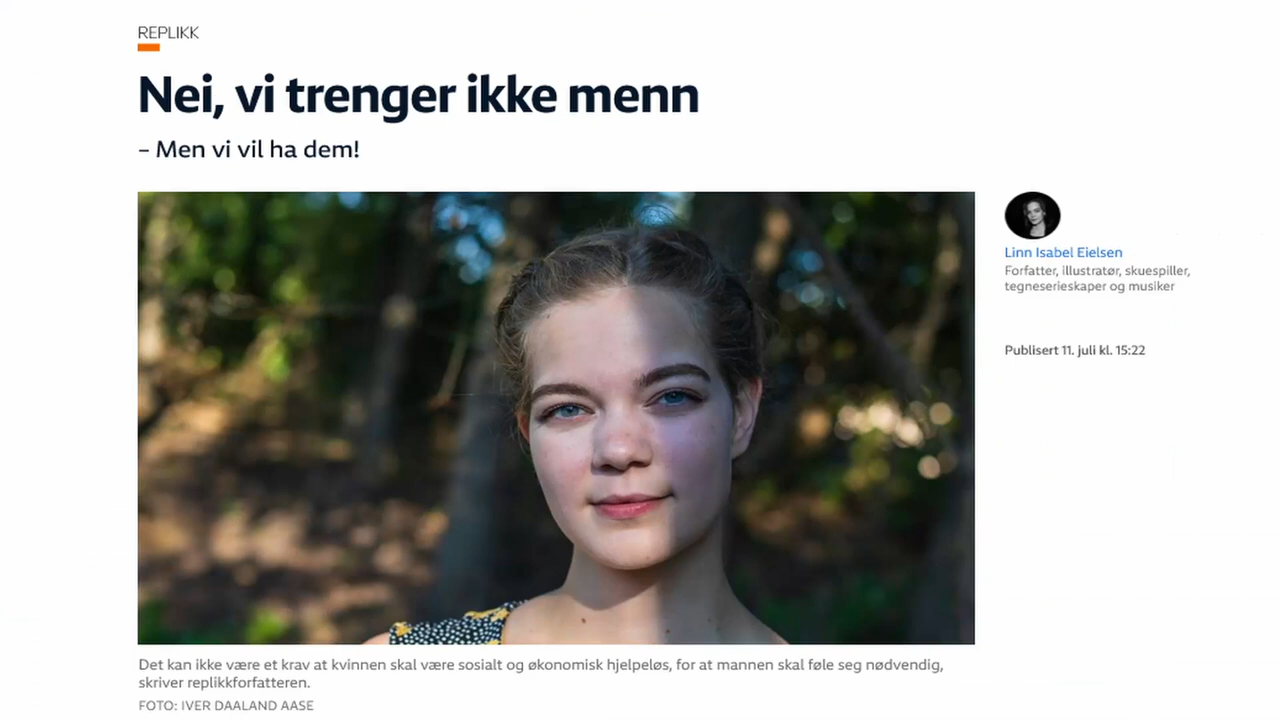 REPLIKK
Nei, vi trenger ikke menn
– Men vi vil ha dem!
Linn Isabel Eielsen
Forfatter, illustratør, skuespiller,
tegneserieskaper og musiker
Publisert 11. juli kl. 15:22
Det kan ikke være et krav at kvinnen skal være sosialt og økonomisk hjelpeløs, for at mannen skal føle seg nødvendig,
skriver replikkforfatteren.
FOTO: IVER DAALAND AASE